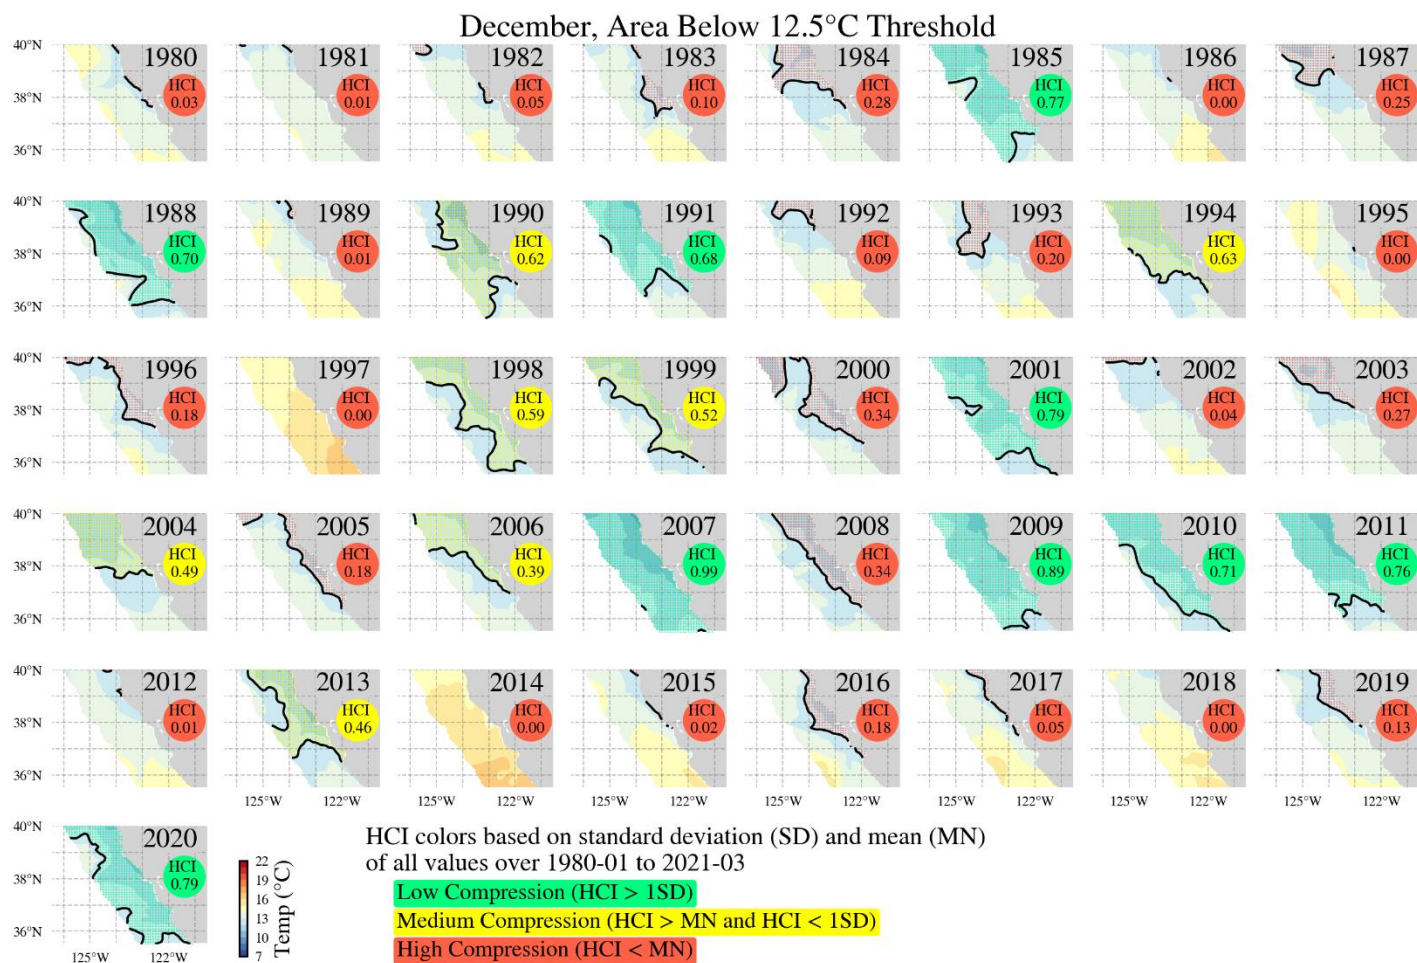 December, Area Below 12.5°C Threshold
40°N 1980 1981 1982 1983 1984 1985 1986 1987
HCI HCI HCI HCI HCI HCI HCI HCI
38°N 0.03 0.01 0.05 0.10 0.28 0.77 0.00 0.25
36°N
40°N 1988 1989 1990 1991 1992 1993 1994 1995
HCI HCI HCI HCI HCI HCI HCI HCI
38°N 0.70 0.01 0.62 0.68 0.09 0.20 0.63 0.00
36°N
40°N 1996 1997 1998 1999 2000 2001 2002 2003
HCI HCI HCI HCI HCI HCI HCI HCI
38°N 0.18 0.00 0.59 0.52 0.34 0.79 0.04 0.27
36°N
40°N 2004 2005 2006 2007 2008 2009 2010 2011
HCI HCI HCI HCI HCI HCI HCI HCI
38°N 0.49 0.18 0.39 0.99 0.34 0.89 0.71 0.76
36°N
40°N 2012 2013 2014 2015 2016 2017 2018 2019
HCI HCI HCI HCI HCI HCI HCI HCI
38°N 0.01 0.46 0.00 0.02 0.18 0.05 0.00 0.13
36°N
125°W 122°W 125°W 122°W 125°W 122°W 125°W 122°W 125°W 122°W 125°W 122°W 125°W 122°W
40°N 2020
HCI
38°N 0.79
36°N
125°W 122°W
22
19
16
13
10
7
Temp (°C)
HCI colors based on standard deviation (SD) and mean (MN)
of all values over 1980-01 to 2021-03
Low Compression (HCI > 1SD)
Medium Compression (HCI > MN and HCI < 1SD)
High Compression (HCI < MN)